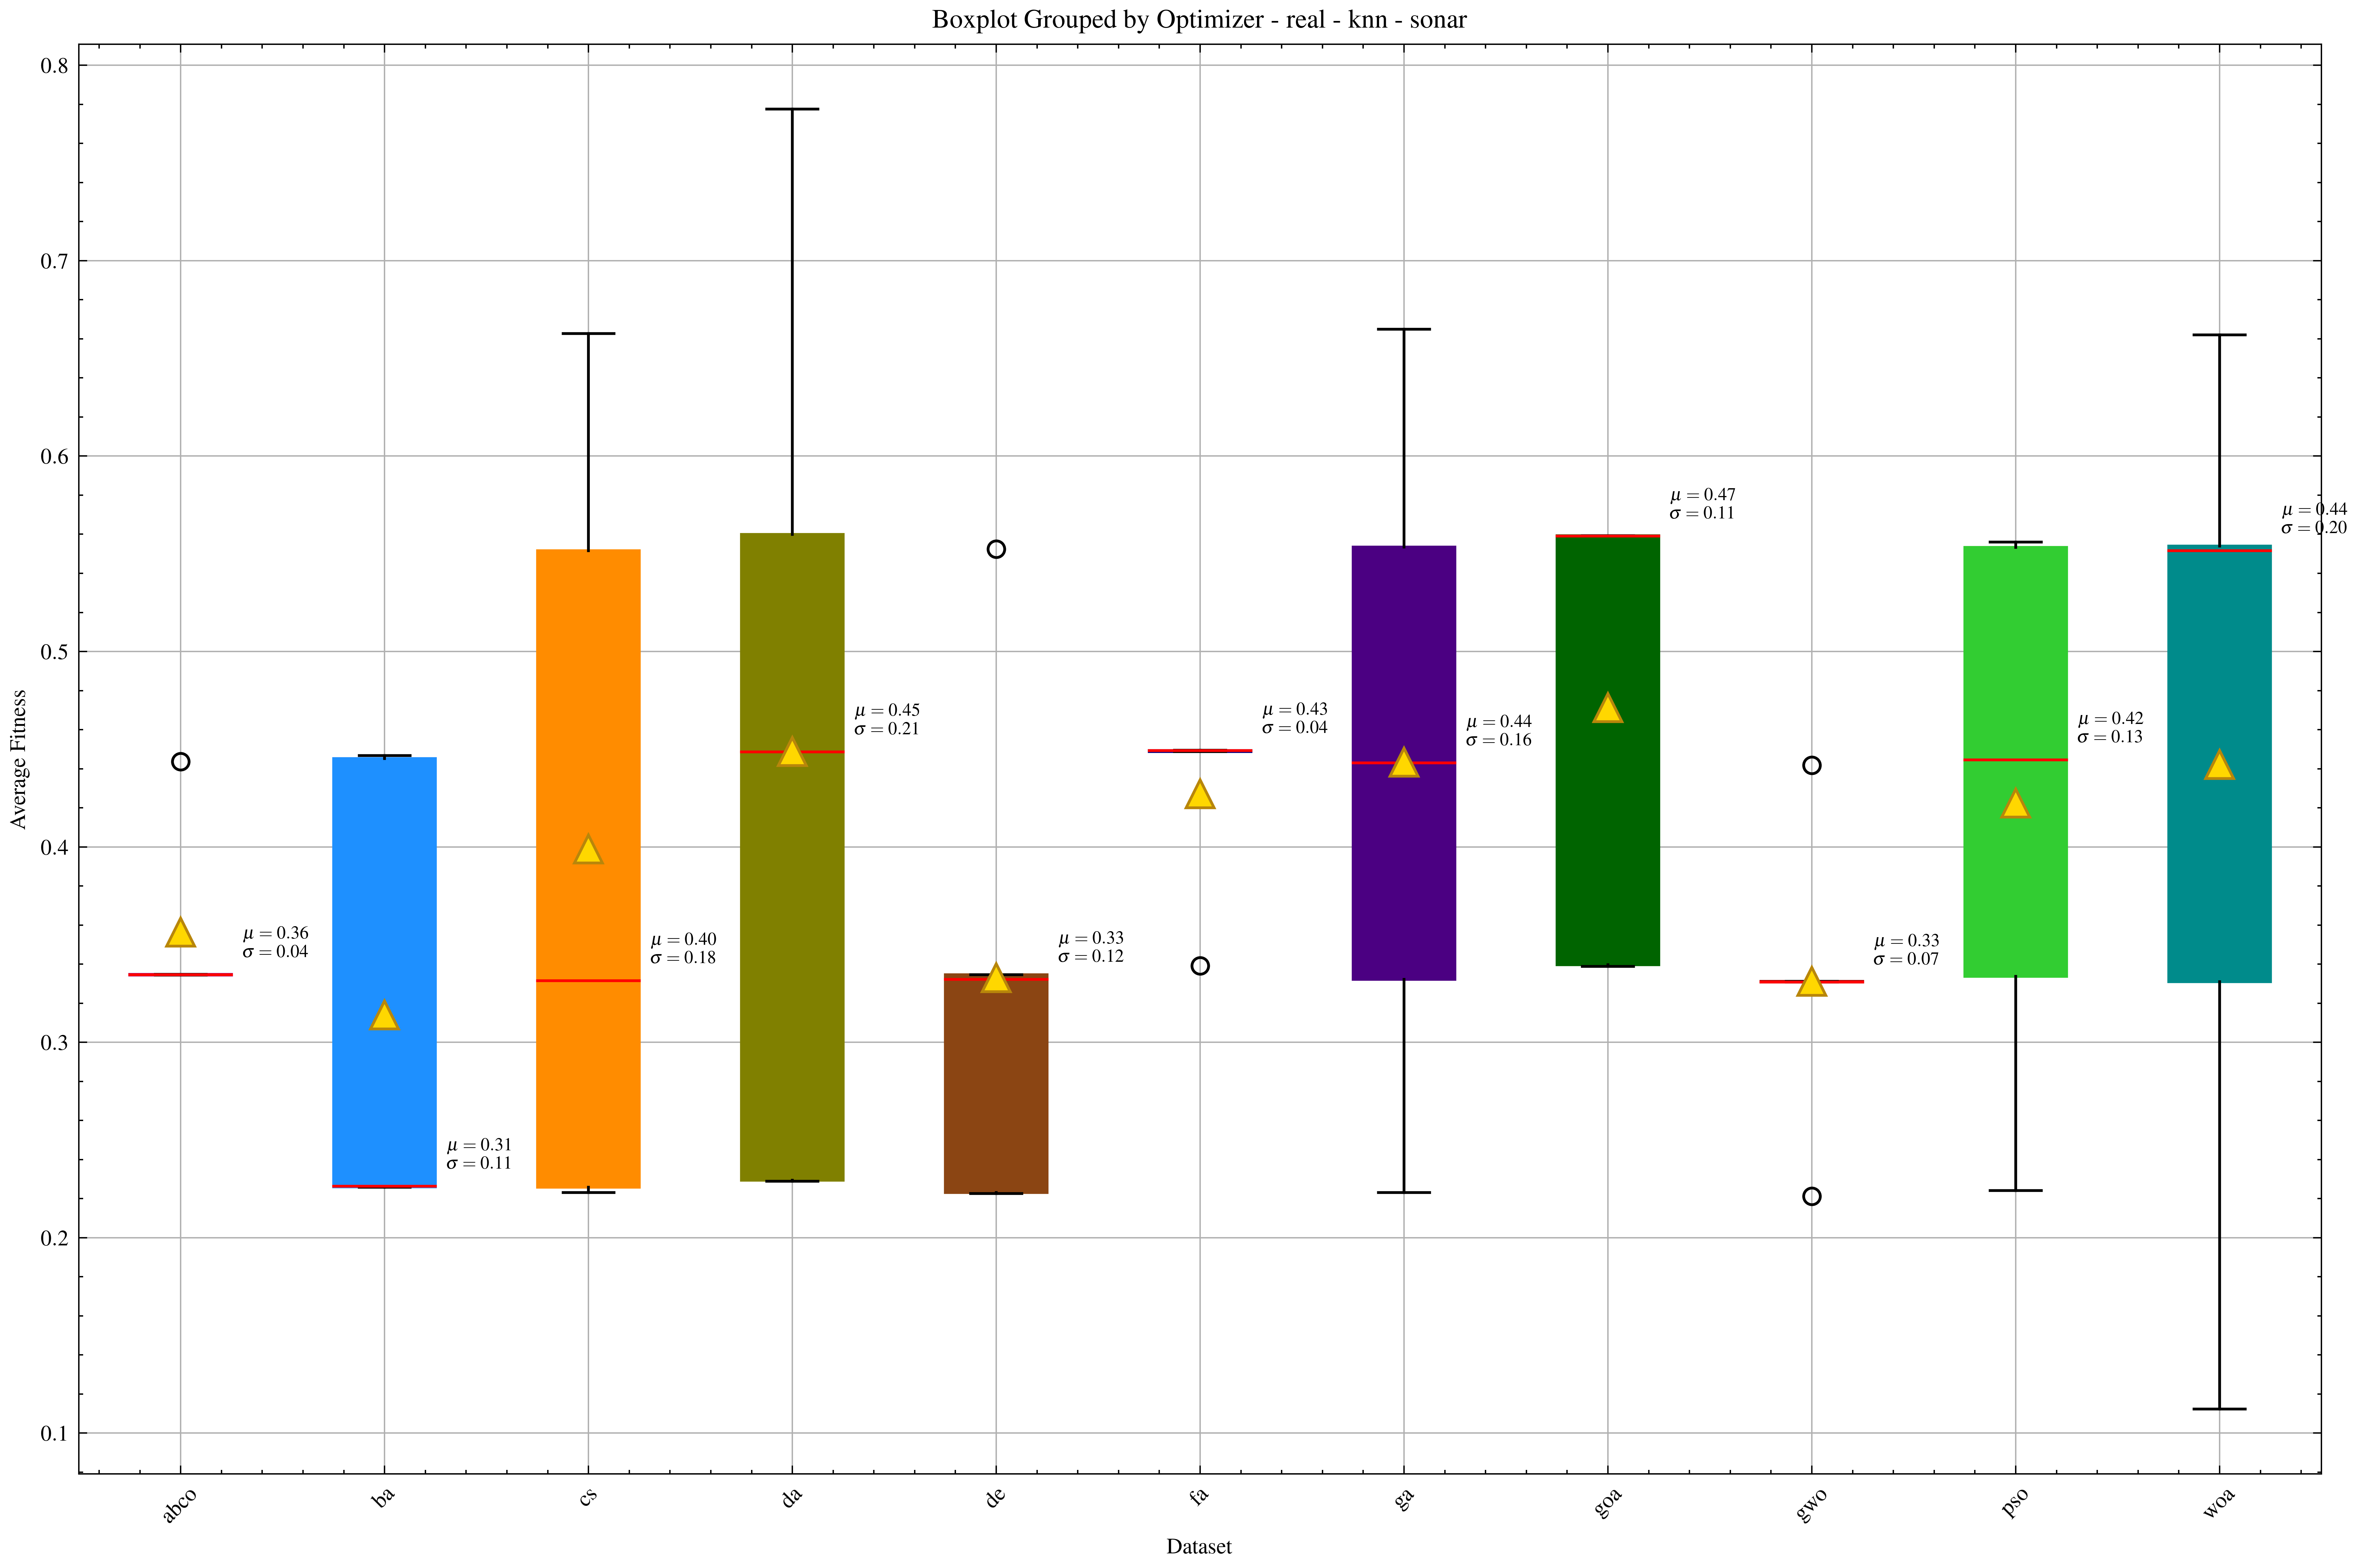 Boxplot Grouped by Optimizer - real - knn - sonar
Average Fitness
0.8
0.7
0.6
0.5
0.4
0.3
0.2
0.1
μ = 0.36
σ = 0.04
μ = 0.31
σ = 0.11
μ = 0.40
σ = 0.18
μ = 0.45
σ = 0.21
μ = 0.33
σ = 0.12
μ = 0.43
σ = 0.04
μ = 0.44
σ = 0.16
μ = 0.47
σ = 0.11
μ = 0.33
σ = 0.07
μ = 0.42
σ = 0.13
μ = 0.44
σ = 0.20
abco
ba
cs
da
de
fa
ga
goa
gwo
pso
woa
Dataset